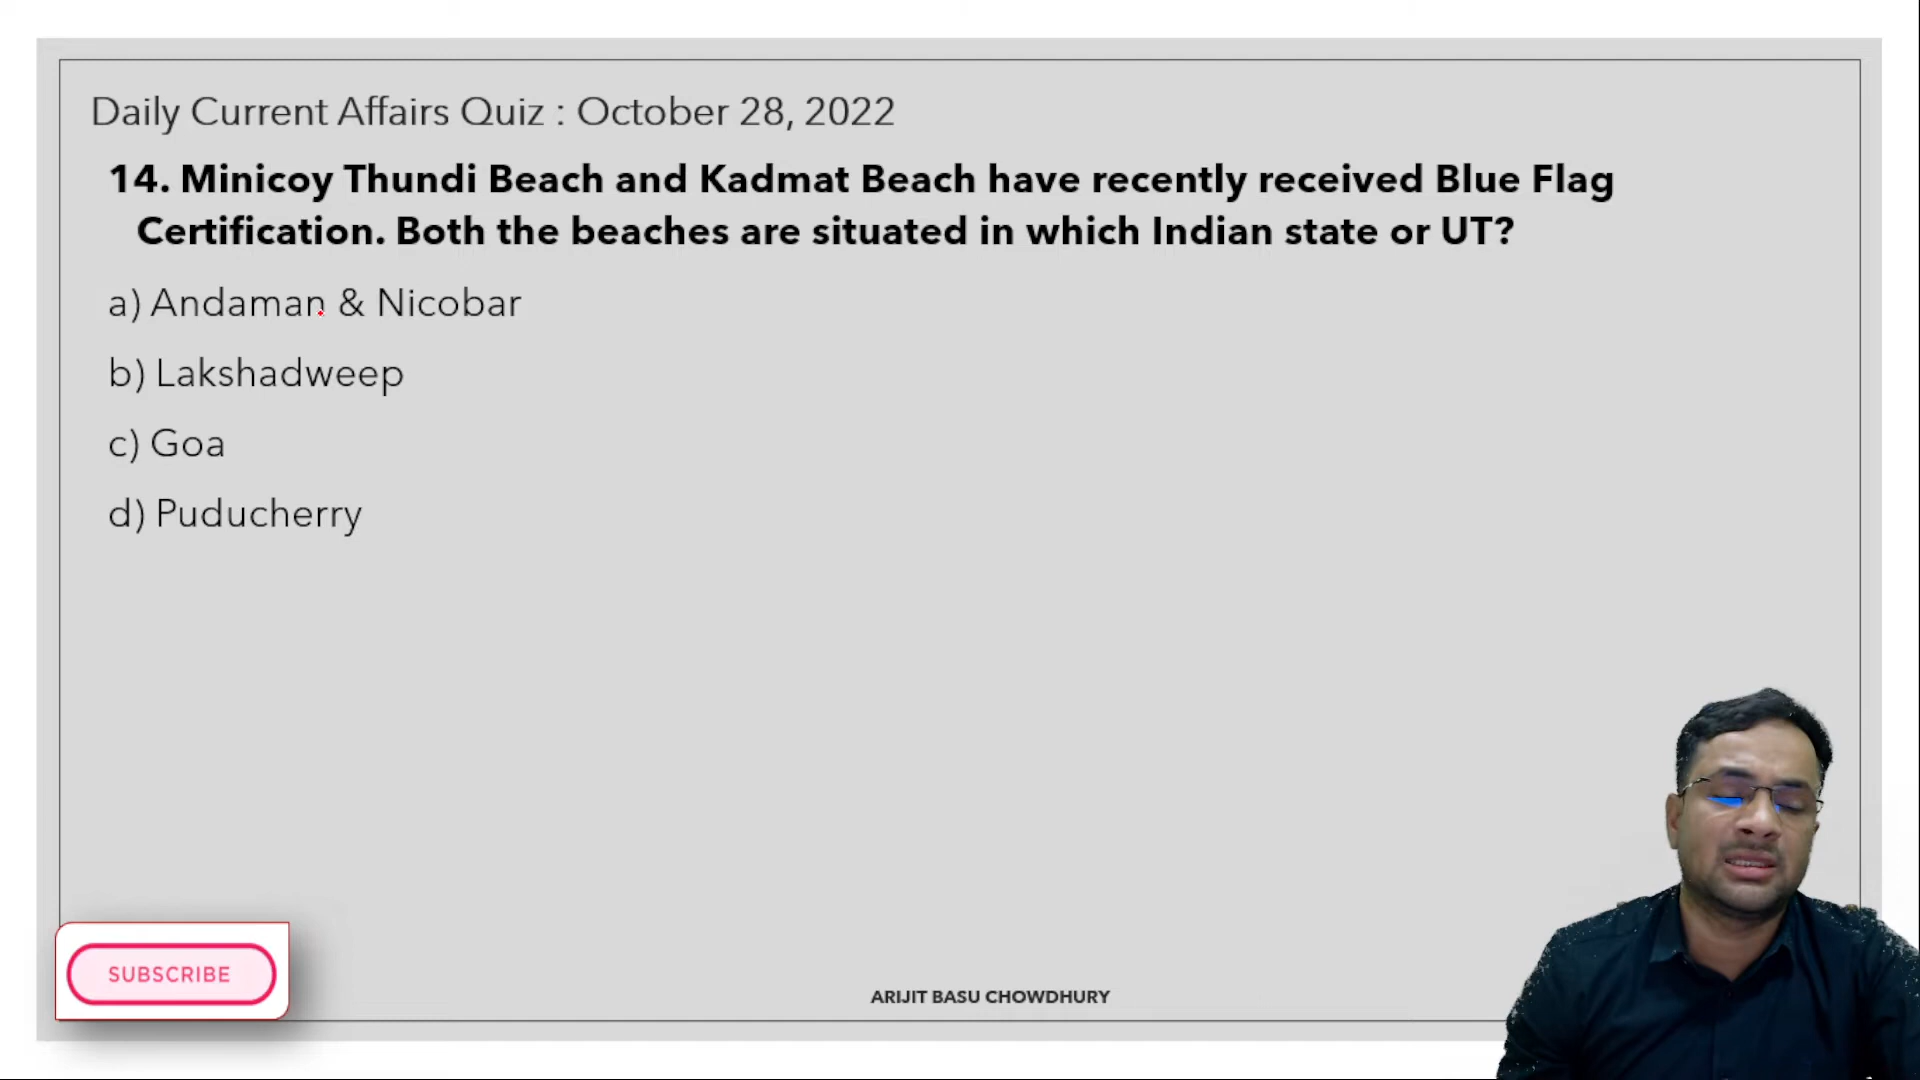 Daily Current Affairs Quiz : October 28, 2022
14. Minicoy Thundi Beach and Kadmat Beach have recently received Blue Flag
Certification. Both the beaches are situated in which Indian state or UT?
a) Andaman & Nicobar
b) Lakshadweep
c) Goa
d) Puducherry
SUBSCRIBE
ARIJIT BASU CHOWDHURY